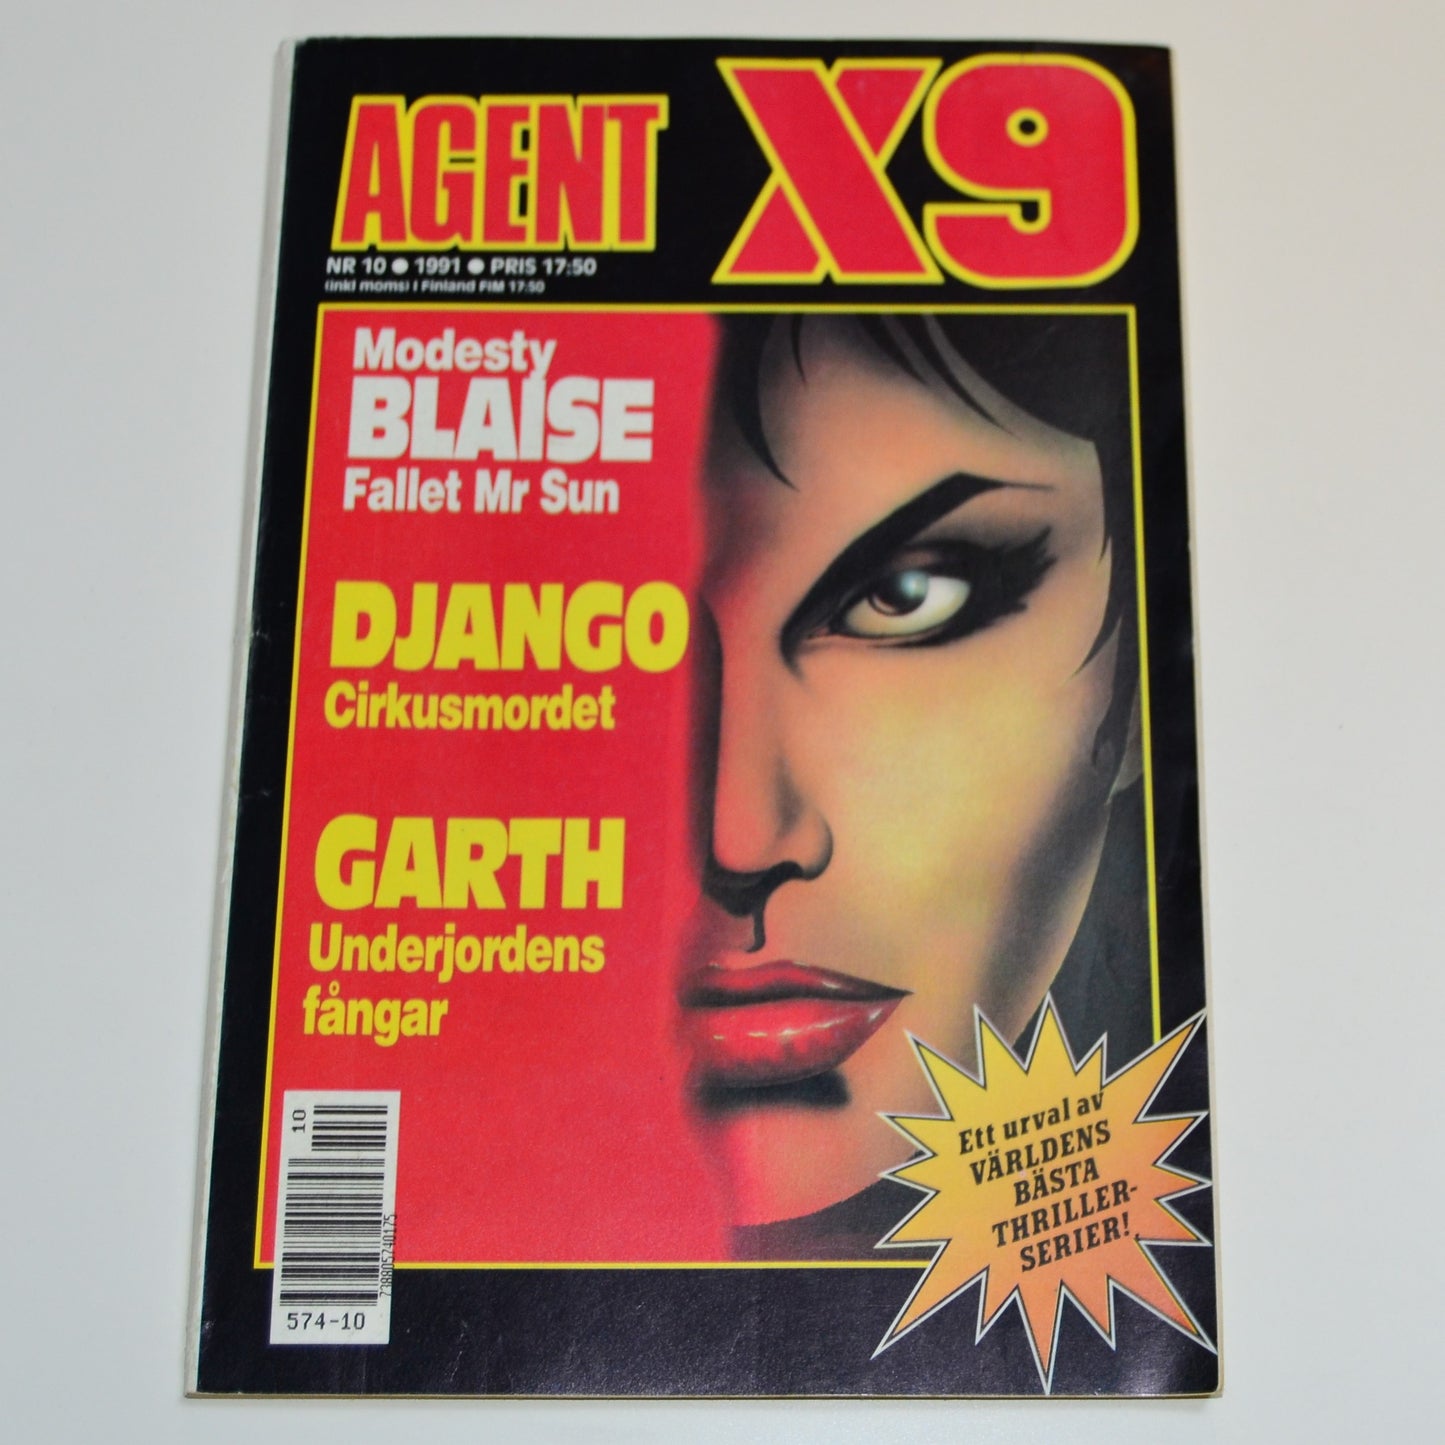 AGENT X9
NR 10 ● 1991 ● PRIS 17:50
(inkl moms) i Finland FIM 17:50
Modesty
BLAISE
Fallet Mr Sun
DJANGO
Cirkusmordet
GARTH
Underjordens
fångar
Ett urval av
VÄRLDENS
BÄSTA
THRILLER-
SERIER!
10
738805740175
574-10